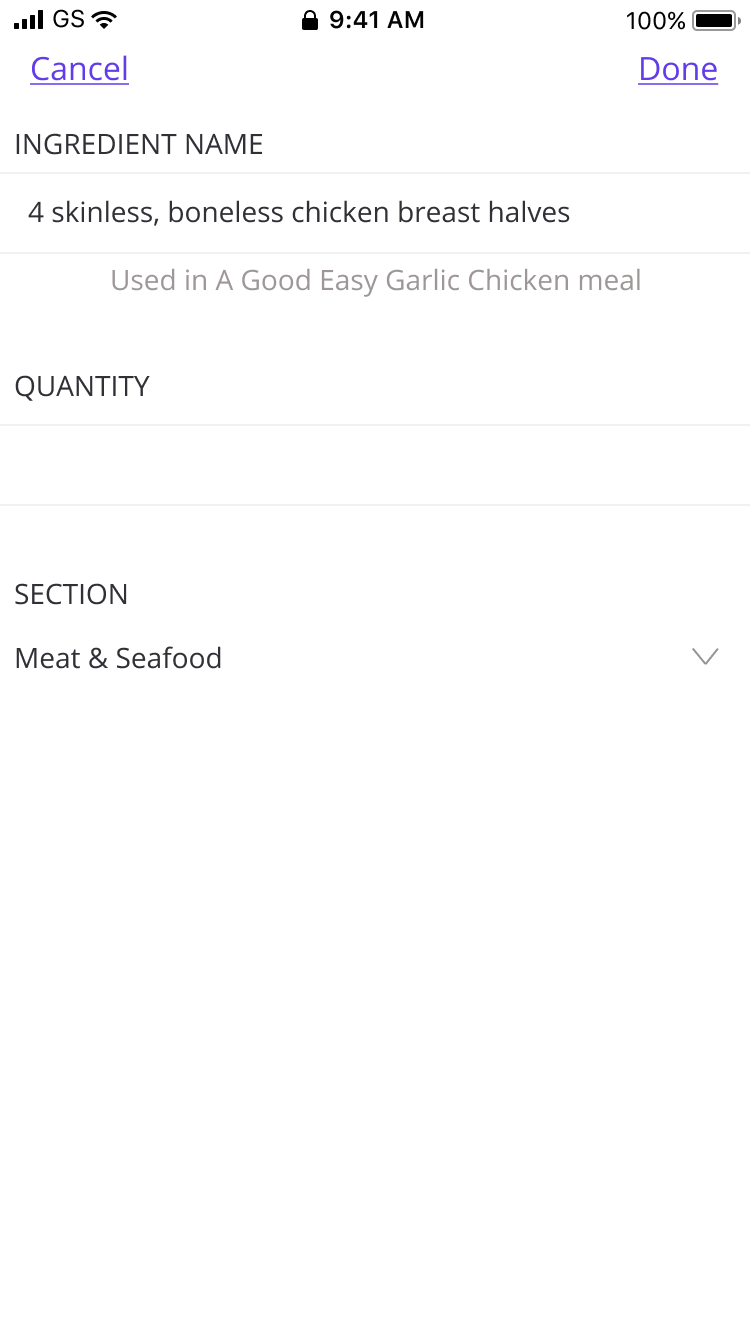 GS 9:41 AM 100%
Cancel Done
INGREDIENT NAME
4 skinless, boneless chicken breast halves
Used in A Good Easy Garlic Chicken meal
QUANTITY
SECTION
Meat & Seafood